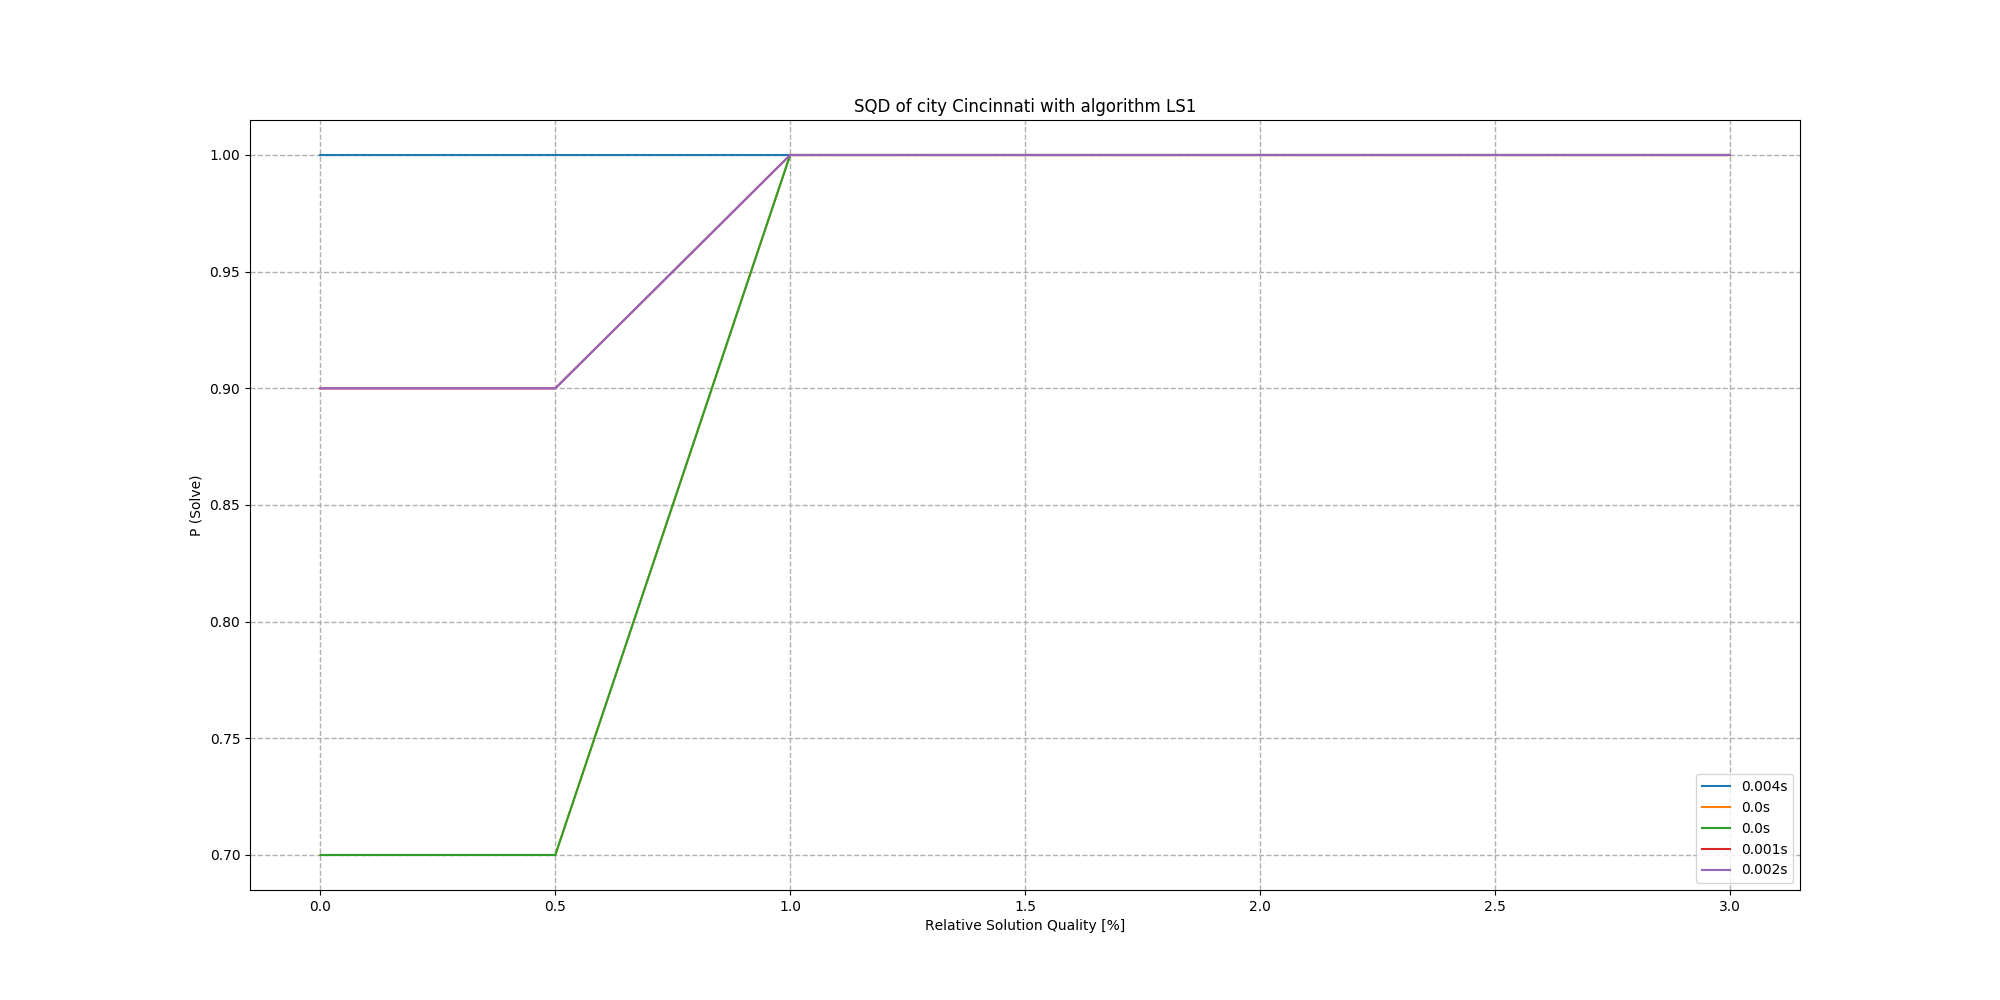 SQD of city Cincinnati with algorithm LS1
1.00
0.95
0.90
0.85
0.80
0.75
0.70
P (Solve)
0.004s
0.0s
0.0s
0.001s
0.002s
0.0 0.5 1.0 1.5 2.0 2.5 3.0
Relative Solution Quality [%]